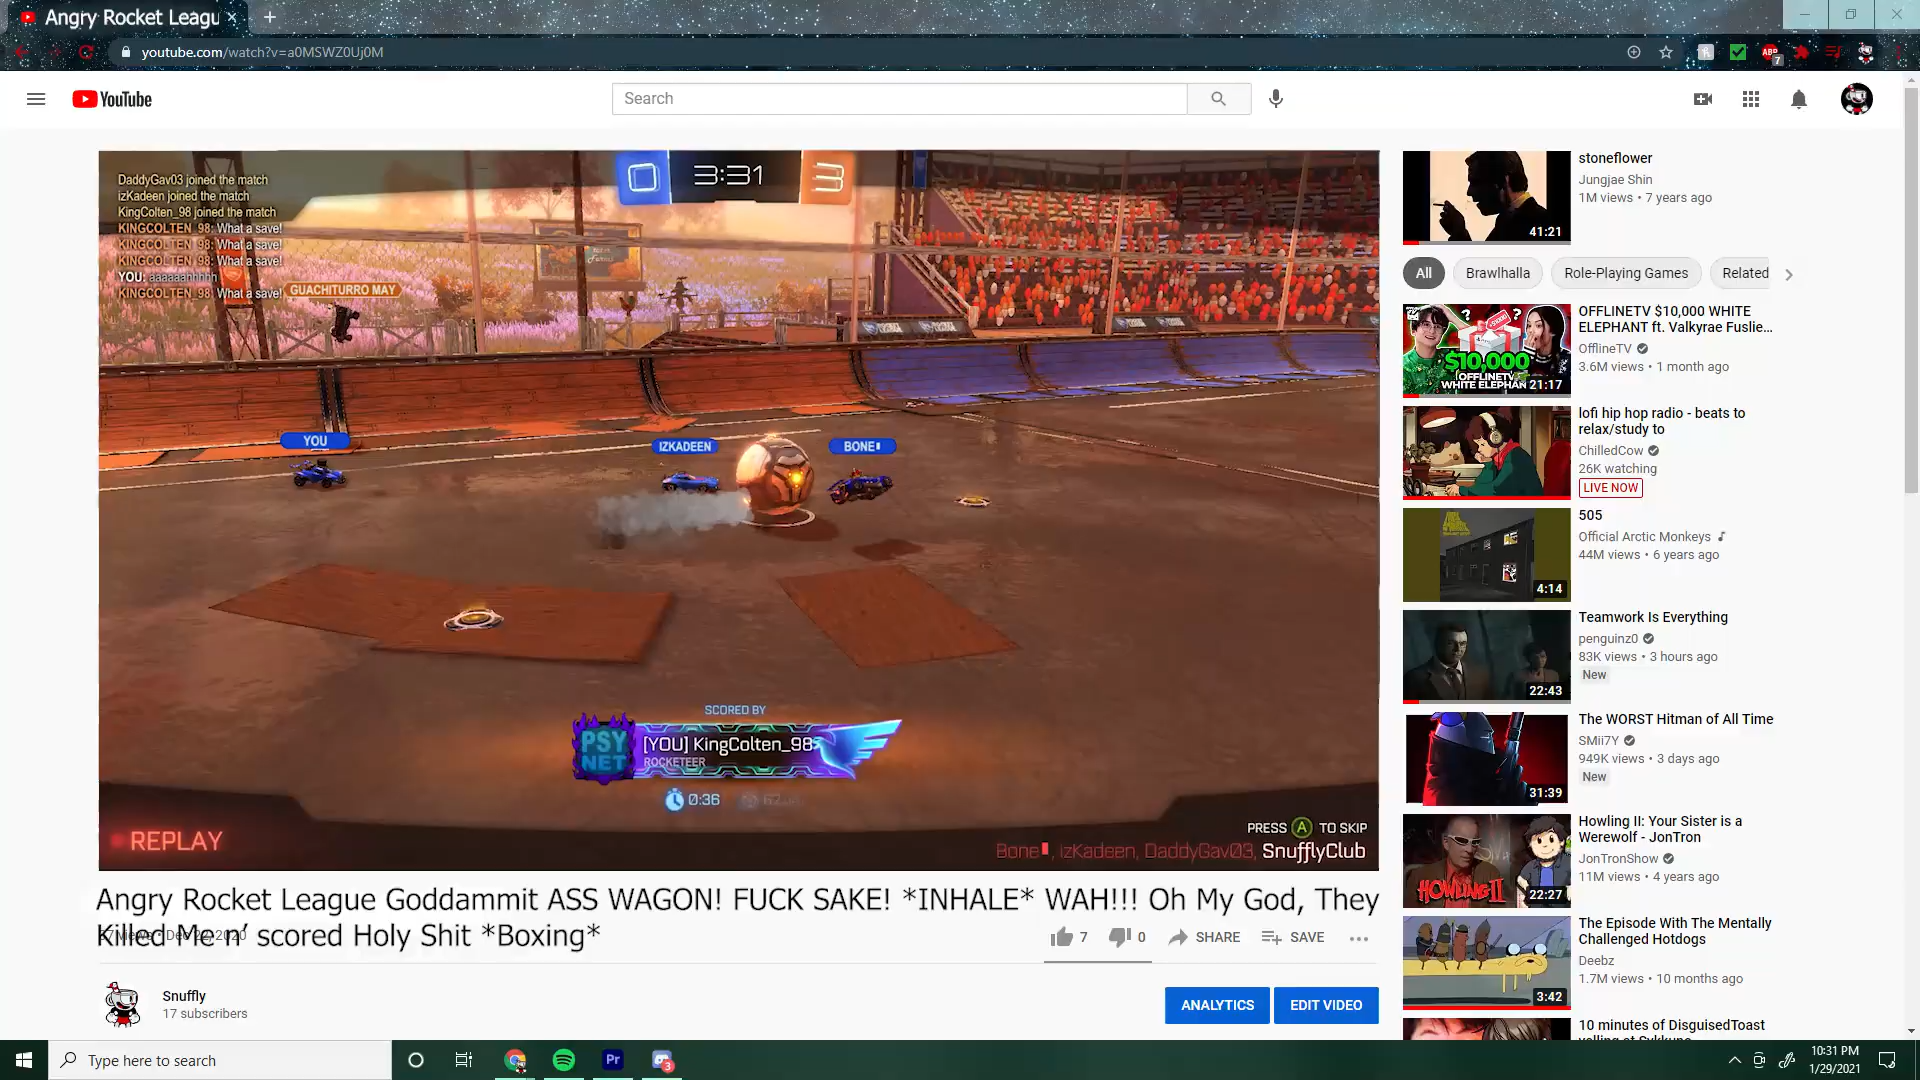 Angry Rocket Leagu
youtube.com/watch?v=a0MSWZ0Uj0M
ABP
7
YouTube
Search
0 3:31 3
DaddyGav03 joined the match
izKadeen joined the match
KingColten_98 joined the match
KINGCOLTEN_98: What a save!
KINGCOLTEN_98: What a save!
KINGCOLTEN_98: What a save!
YOU: aaaaaahhhhh
KINGCOLTEN_98: What a save!
GUACHITURRO MAY
YOU
IZKADEEN
BONE
SCORED BY
PSY
NET
[YOU] KingColten_98
ROCKETEER
0:36
REPLAY
PRESS A TO SKIP
Bone, izKadeen, DaddyGav03, SnufflyClub
Angry Rocket League Goddammit ASS WAGON! FUCK SAKE! *INHALE* WAH!!! Oh My God, They
Killed Me n’ scored Holy Shit *Boxing*
Dec 22, 2020
7 0 SHARE SAVE
Snuffly
17 subscribers
ANALYTICS EDIT VIDEO
stoneflower
Jungjae Shin
1M views • 7 years ago
41:21
All Brawlhalla Role-Playing Games Related
OFFLINETV $10,000 WHITE
ELEPHANT ft. Valkyrae Fuslie...
OfflineTV
3.6M views • 1 month ago
$10,000
OFFLINETV
WHITE ELEPHAN
21:17
lofi hip hop radio - beats to
relax/study to
ChilledCow
26K watching
LIVE NOW
505
Official Arctic Monkeys
44M views • 6 years ago
4:14
Teamwork Is Everything
penguinz0
83K views • 3 hours ago
New
22:43
The WORST Hitman of All Time
SMii7Y
949K views • 3 days ago
New
31:39
Howling II: Your Sister is a
Werewolf - JonTron
JonTronShow
11M views • 4 years ago
HOWLING II
22:27
The Episode With The Mentally
Challenged Hotdogs
Deebz
1.7M views • 10 months ago
3:42
10 minutes of DisguisedToast
Type here to search
Pr
3
10:31 PM
1/29/2021